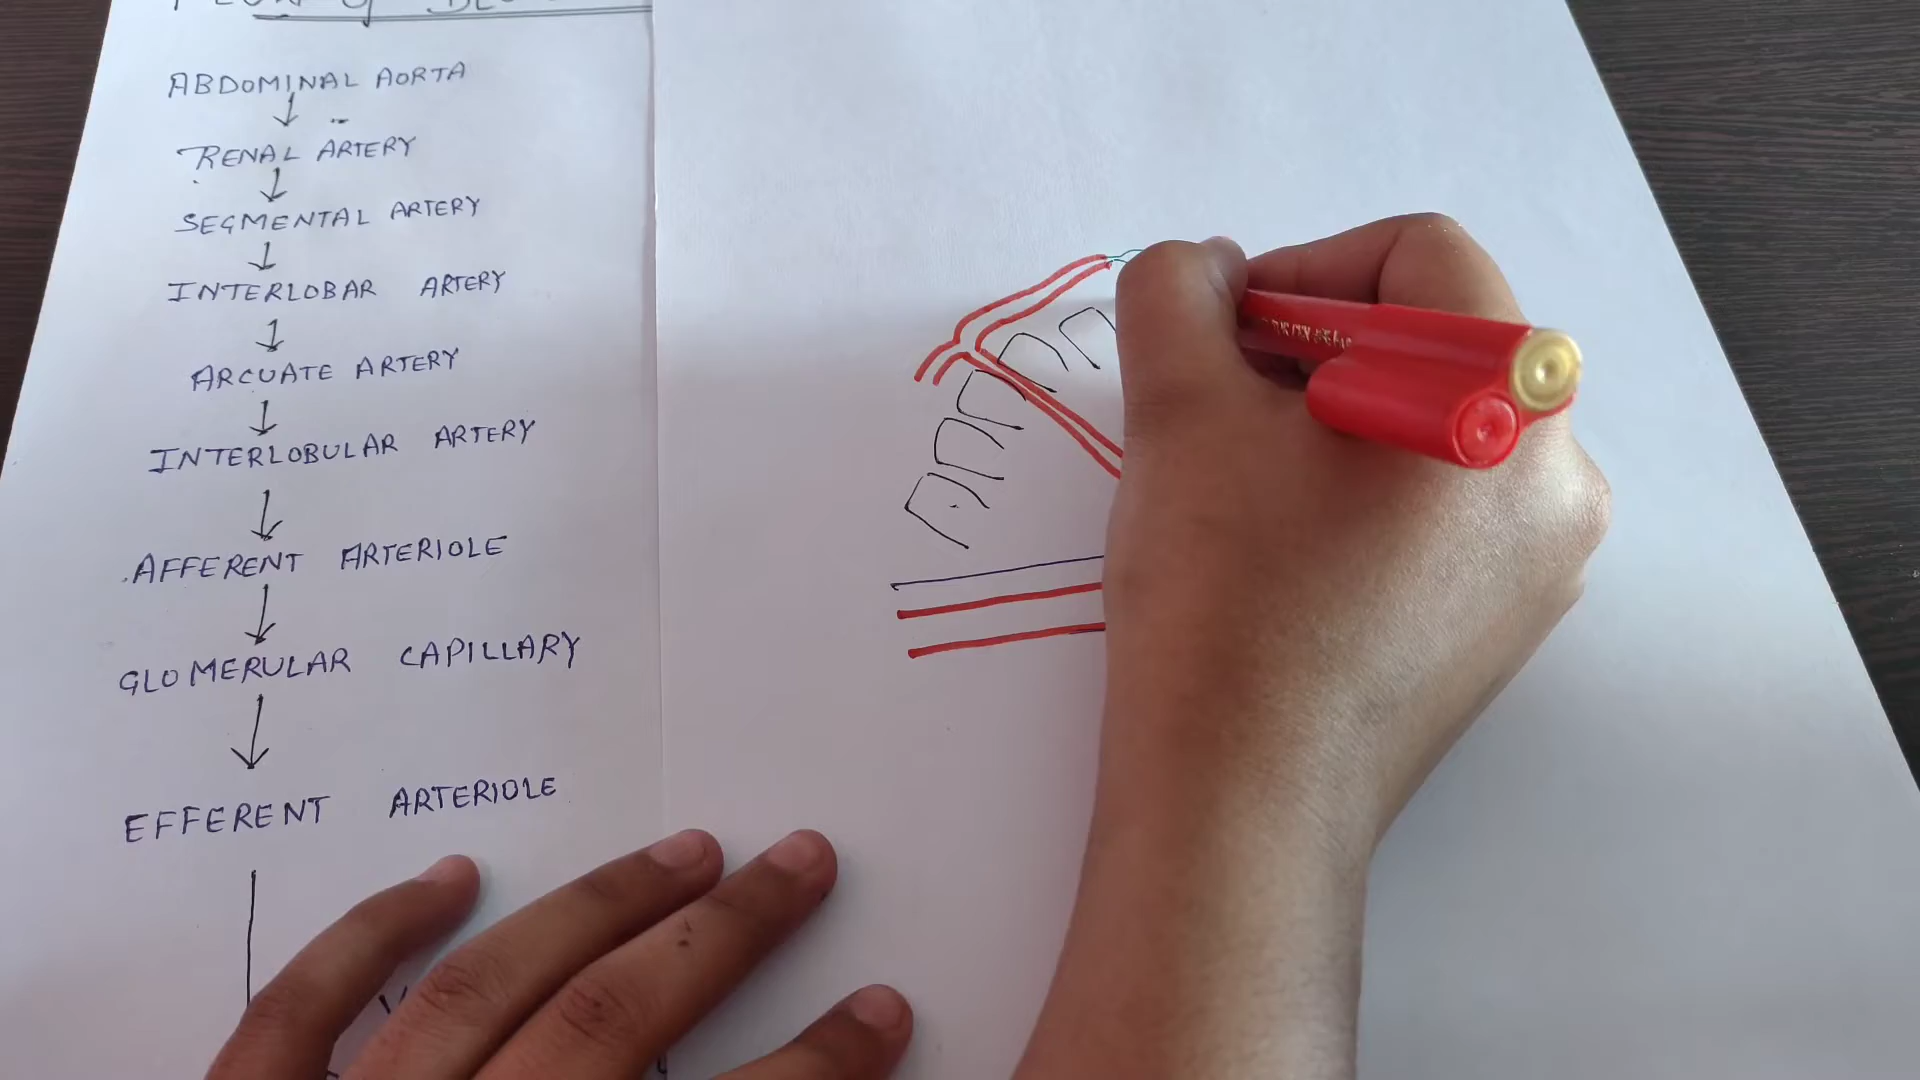 ABDOMINAL AORTA
↓
RENAL ARTERY
↓
SEGMENTAL ARTERY
↓
INTERLOBAR ARTERY
↓
ARCUATE ARTERY
↓
INTERLOBULAR ARTERY
↓
AFFERENT ARTERIOLE
↓
GLOMERULAR CAPILLARY
↓
EFFERENT ARTERIOLE